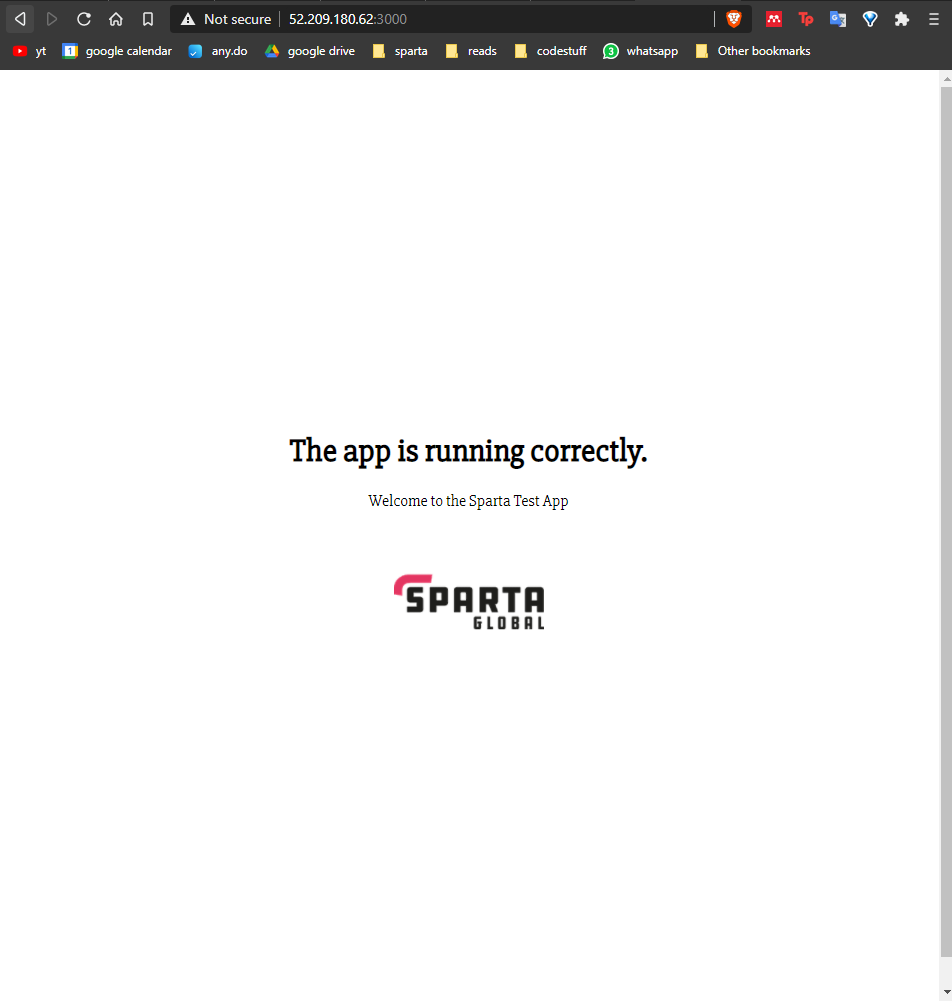 Not secure 52.209.180.62:3000
yt google calendar any.do google drive sparta reads codestuff whatsapp Other bookmarks
The app is running correctly.
Welcome to the Sparta Test App
SPARTA
GLOBAL